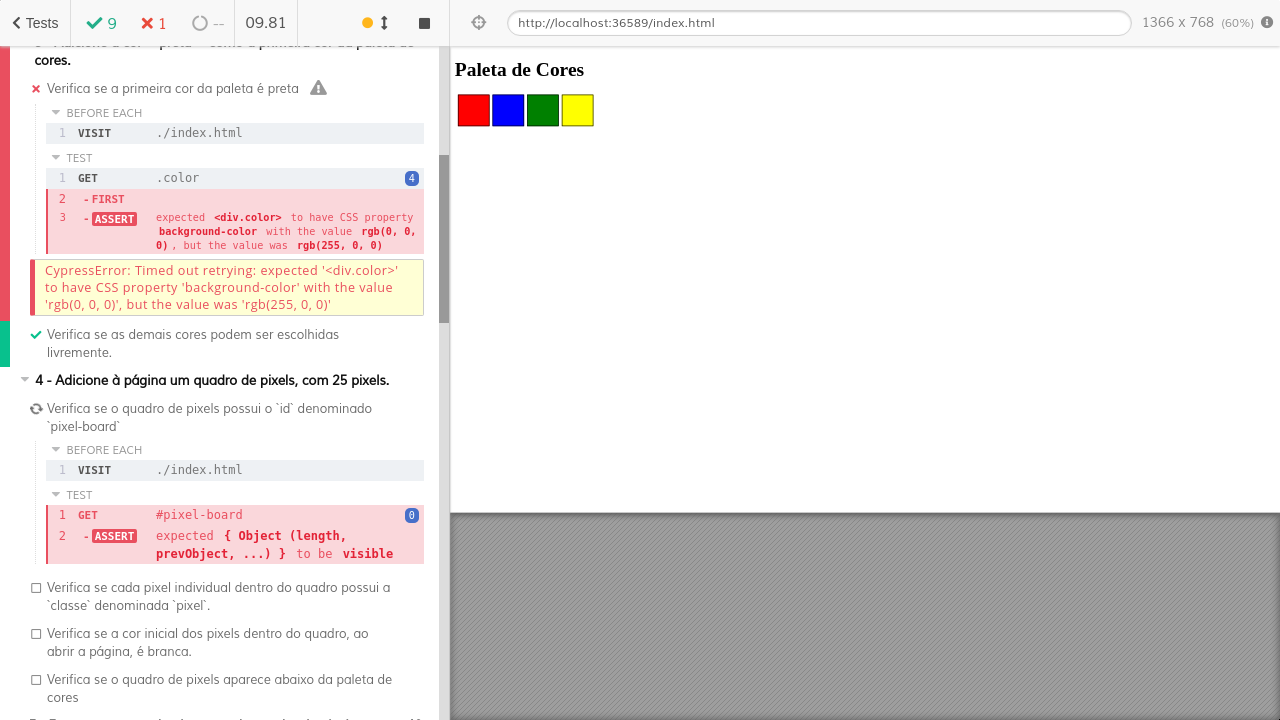 Tests 9 1 -- 09.81
http://localhost:36589/index.html 1366 x 768 (60%)
cores.
Verifica se a primeira cor da paleta é preta
BEFORE EACH
1 VISIT ./index.html
TEST
1 GET .color 4
2 - FIRST
3 - ASSERT expected <div.color> to have CSS property
background-color with the value rgb(0, 0,
0) , but the value was rgb(255, 0, 0)
CypressError: Timed out retrying: expected '<div.color>'
to have CSS property 'background-color' with the value
'rgb(0, 0, 0)', but the value was 'rgb(255, 0, 0)'
Verifica se as demais cores podem ser escolhidas
livremente.
4 - Adicione à página um quadro de pixels, com 25 pixels.
Verifica se o quadro de pixels possui o `id` denominado
`pixel-board`
BEFORE EACH
1 VISIT ./index.html
TEST
1 GET #pixel-board 0
2 - ASSERT expected { Object (length,
prevObject, ...) } to be visible
Verifica se cada pixel individual dentro do quadro possui a
`classe` denominada `pixel`.
Verifica se a cor inicial dos pixels dentro do quadro, ao
abrir a página, é branca.
Verifica se o quadro de pixels aparece abaixo da paleta de
cores
Paleta de Cores